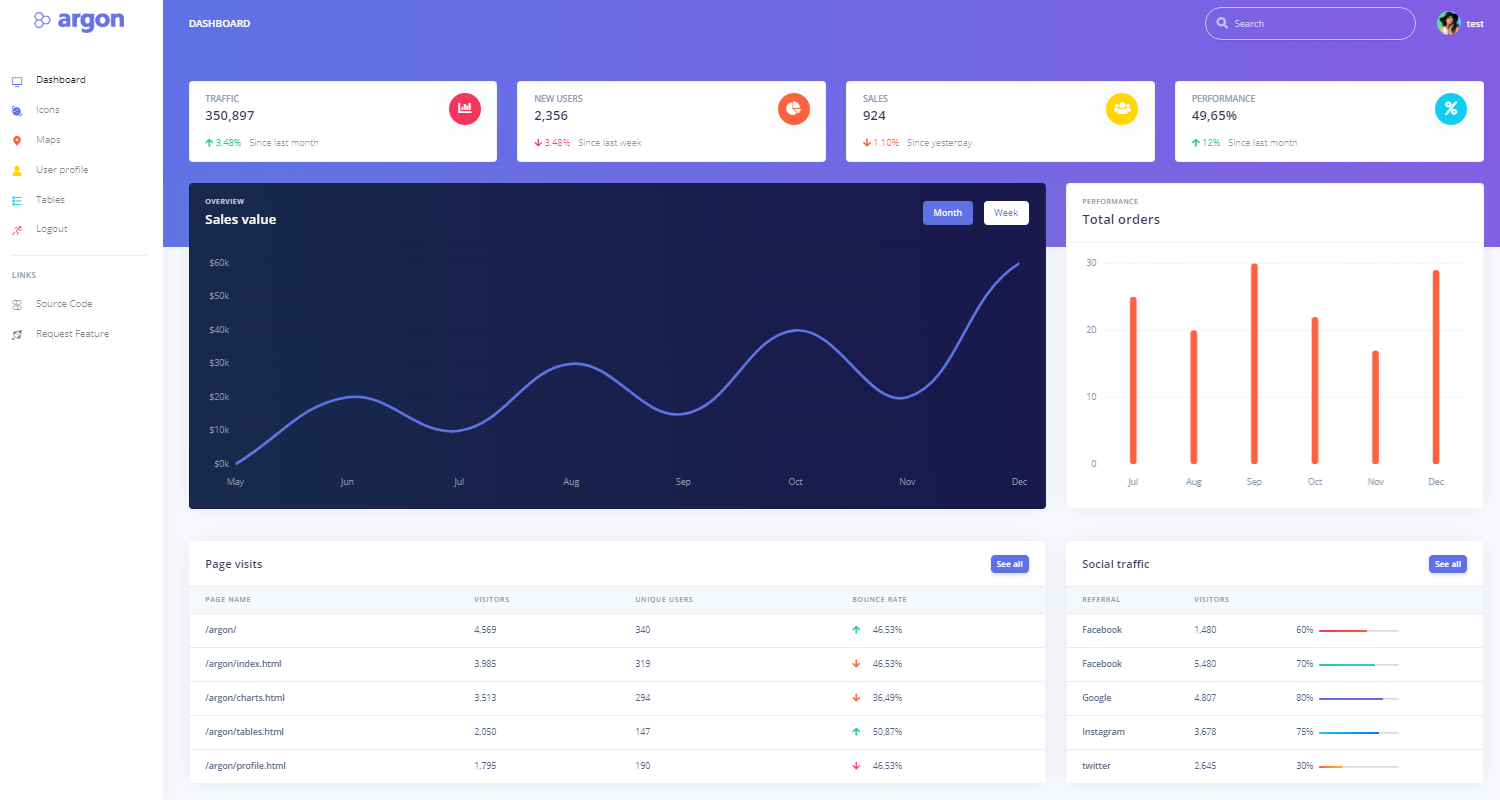 argon
DASHBOARD
Search
test
Dashboard
Icons
Maps
User profile
Tables
Logout
LINKS
Source Code
Request Feature
TRAFFIC
350,897
3.48% Since last month
NEW USERS
2,356
3.48% Since last week
SALES
924
1.10% Since yesterday
PERFORMANCE
49,65%
12% Since last month
OVERVIEW
Sales value
Month Week
$60k
$50k
$40k
$30k
$20k
$10k
$0k
May Jun Jul Aug Sep Oct Nov Dec
PERFORMANCE
Total orders
30
20
10
0
Jul Aug Sep Oct Nov Dec
Page visits See all
PAGE NAME VISITORS UNIQUE USERS BOUNCE RATE
/argon/ 4,569 340 46,53%
/argon/index.html 3,985 319 46,53%
/argon/charts.html 3,513 294 36,49%
/argon/tables.html 2,050 147 50,87%
/argon/profile.html 1,795 190 46,53%
Social traffic See all
REFERRAL VISITORS
Facebook 1,480 60%
Facebook 5,480 70%
Google 4,807 80%
Instagram 3,678 75%
twitter 2,645 30%